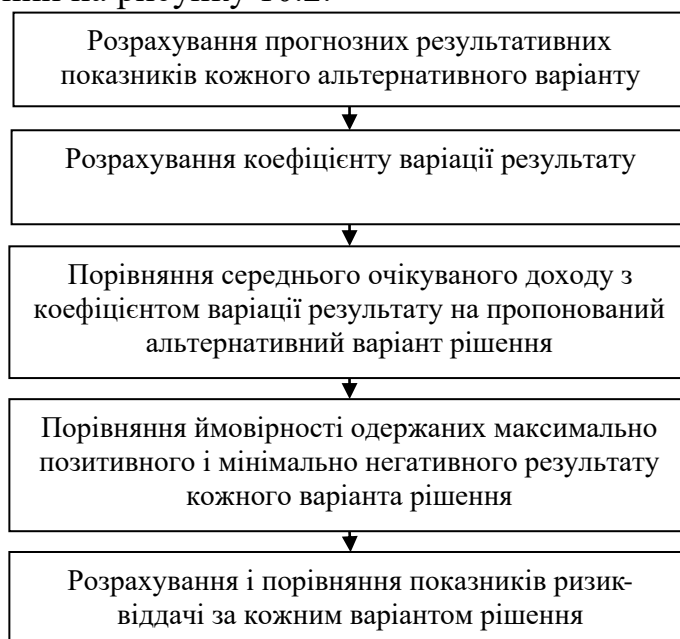 на рисунку 10.2.
Розрахування прогнозних результативних
показників кожного альтернативного варіанту
Розрахування коефіцієнту варіації результату
Порівняння середнього очікуваного доходу з
коефіцієнтом варіації результату на пропонований
альтернативний варіант рішення
Порівняння ймовірності одержаних максимально
позитивного і мінімально негативного результату
кожного варіанта рішення
Розрахування і порівняння показників ризик-
віддачі за кожним варіантом рішення